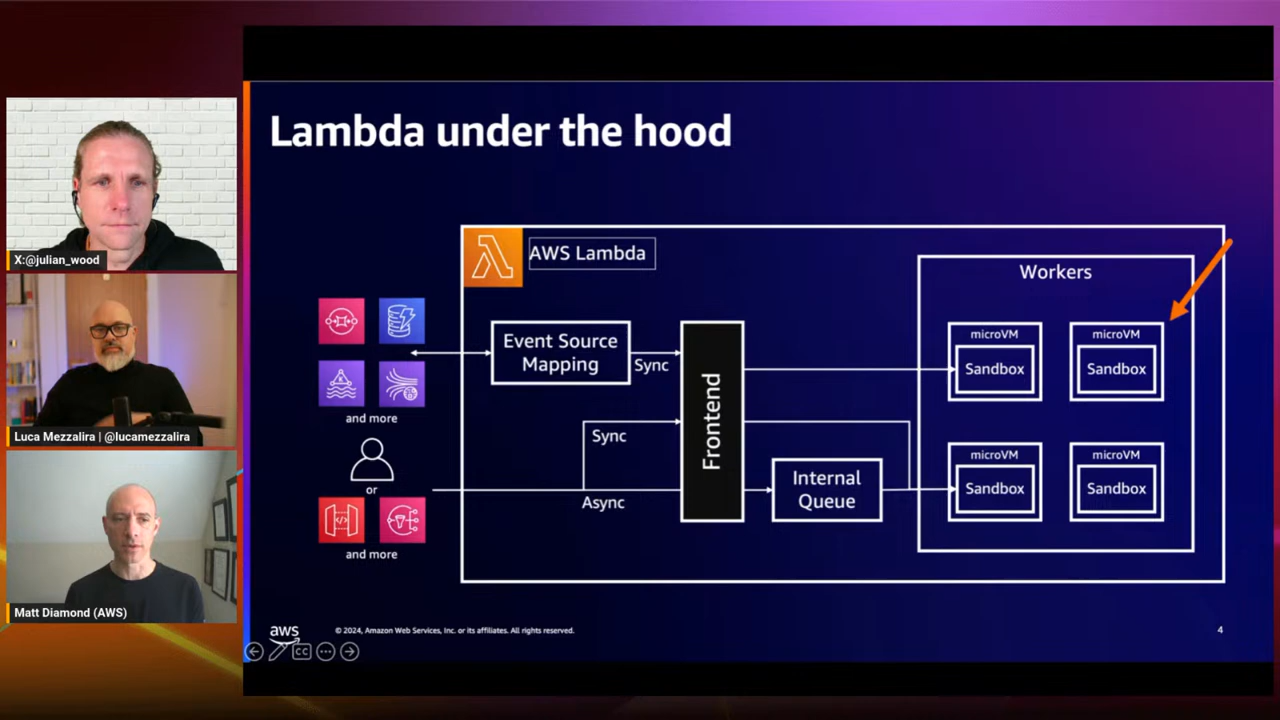 X:@julian_wood
Luca Mezzalira | @lucamezzalira
Matt Diamond (AWS)
Lambda under the hood
AWS Lambda
Event Source
Mapping
Sync
and more
or
and more
Sync
Async
Frontend
Internal
Queue
Workers
microVM
Sandbox
microVM
Sandbox
microVM
Sandbox
microVM
Sandbox
aws
© 2024, Amazon Web Services, Inc. or its affiliates. All rights reserved.
4
CC